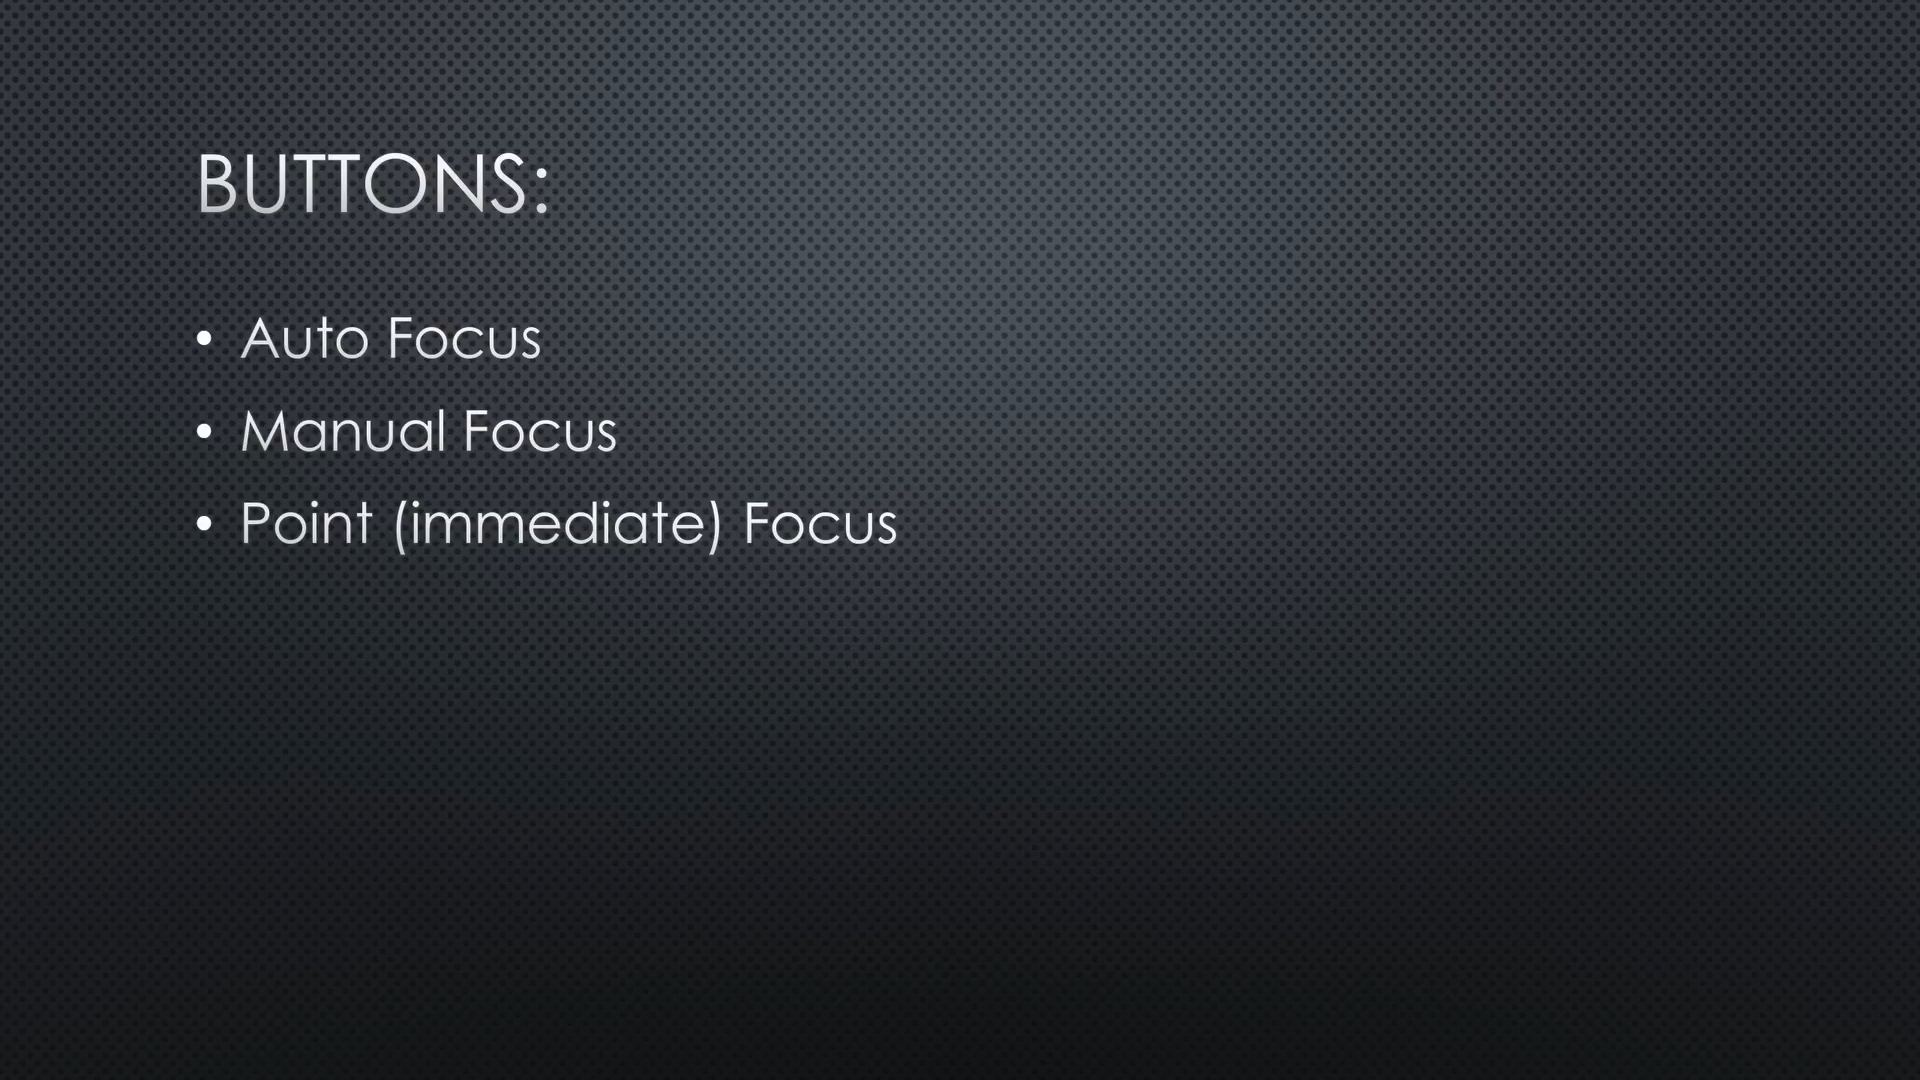 BUTTONS:
• Auto Focus
• Manual Focus
• Point (immediate) Focus